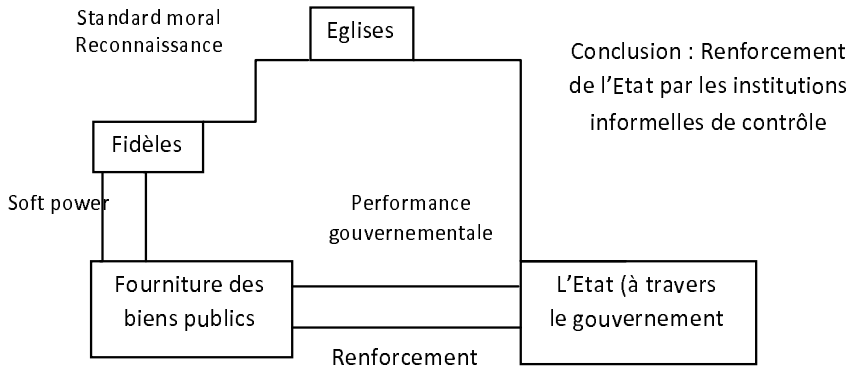 Standard moral
Reconnaissance
Eglises
Conclusion : Renforcement
de l’Etat par les institutions
informelles de contrôle
Fidèles
Soft power
Performance
gouvernementale
Fourniture des
biens publics
L’Etat (à travers
le gouvernement
Renforcement